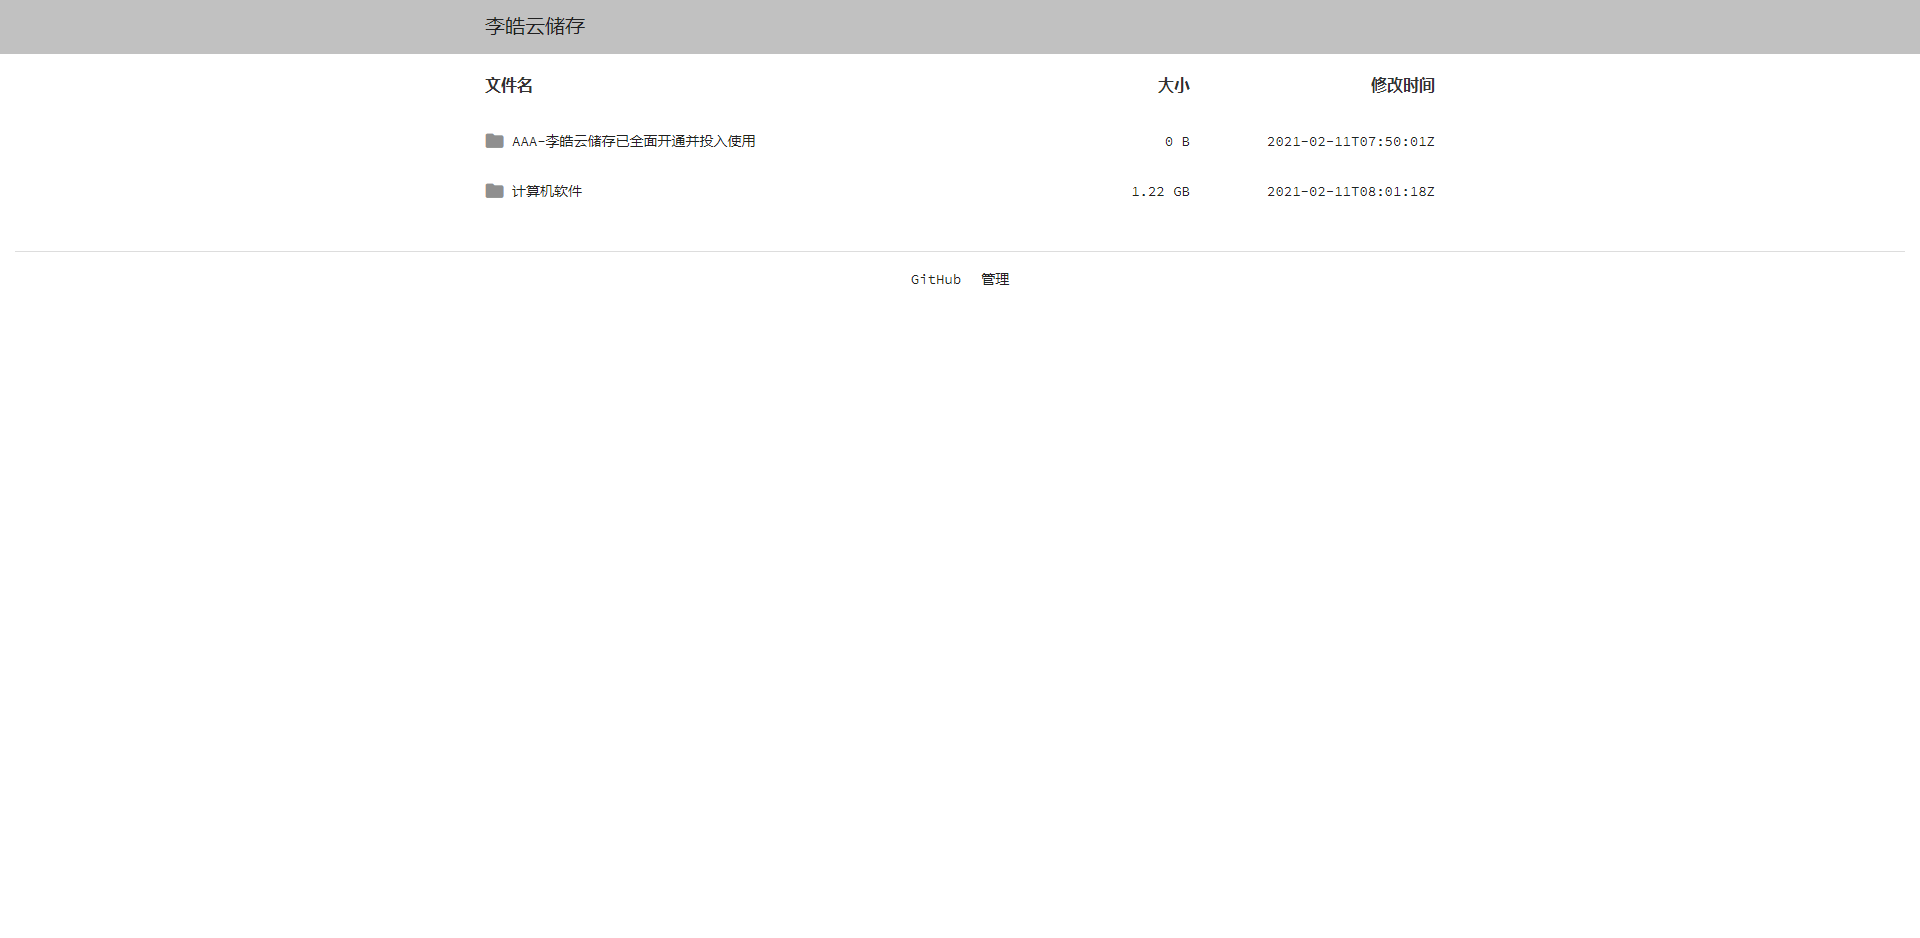 李皓云储存
文件名 大小 修改时间
AAA-李皓云储存已全面开通并投入使用 0 B 2021-02-11T07:50:01Z
计算机软件 1.22 GB 2021-02-11T08:01:18Z
GitHub 管理